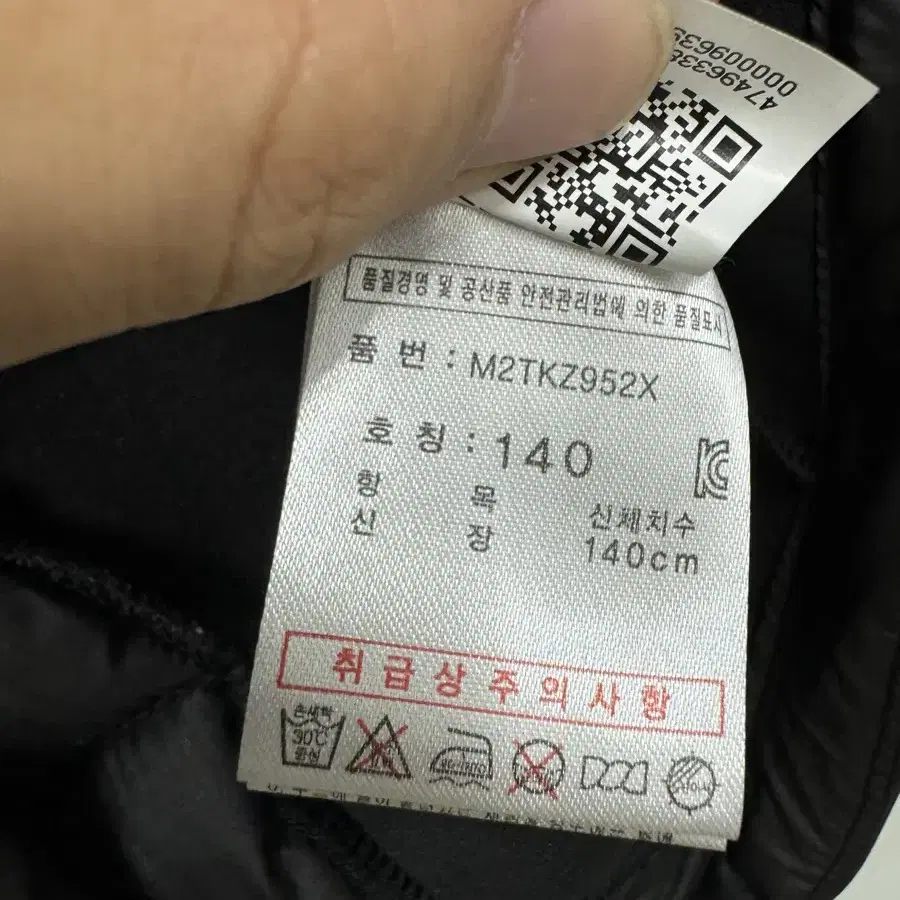 4749633
00000963
품질경영 및 공산품 안전관리법에 의한 품질표시
품 번 : M2TKZ952X
호 칭 : 140
항 목 신체치수
신 장 140cm
취급상주의사항
손세탁
30℃
중성